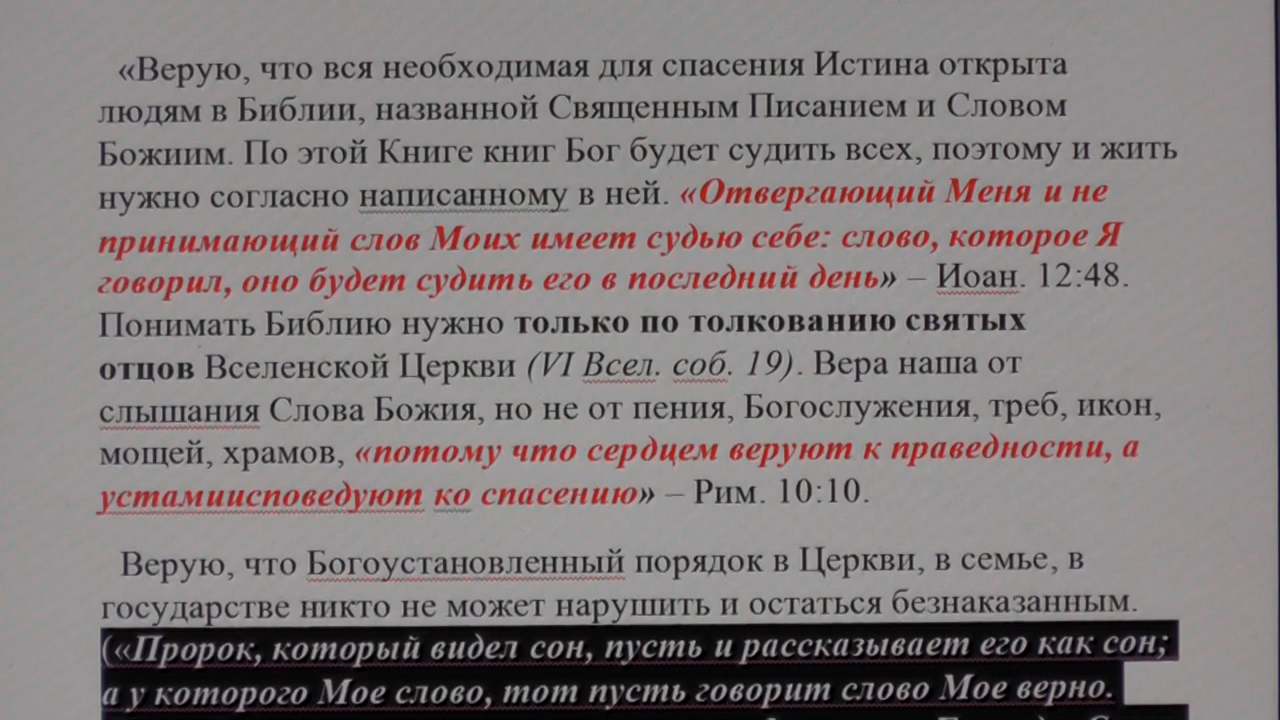 «Верую, что вся необходимая для спасения Истина открыта
людям в Библии, названной Священным Писанием и Словом
Божиим. По этой Книге книг Бог будет судить всех, поэтому и жить
нужно согласно написанному в ней. «Отвергающий Меня и не
принимающий слов Моих имеет судью себе: слово, которое Я
говорил, оно будет судить его в последний день» – Иоан. 12:48.
Понимать Библию нужно только по толкованию святых
отцов Вселенской Церкви (VI Всел. соб. 19). Вера наша от
слышания Слова Божия, но не от пения, Богослужения, треб, икон,
мощей, храмов, «потому что сердцем веруют к праведности, а
устамиисповедуют ко спасению» – Рим. 10:10.
Верую, что Богоустановленный порядок в Церкви, в семье, в
государстве никто не может нарушить и остаться безнаказанным.
(«Пророк, который видел сон, пусть и рассказывает его как сон;
а у которого Мое слово, тот пусть говорит слово Мое верно.